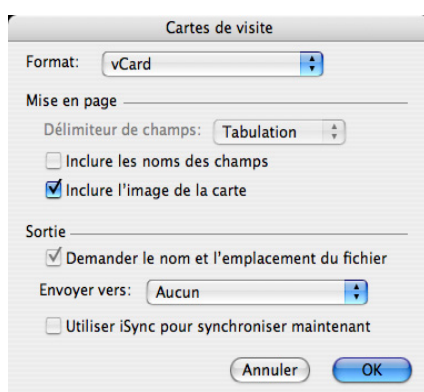 Cartes de visite
Format: vCard
Mise en page
Délimiteur de champs: Tabulation
Inclure les noms des champs
Inclure l'image de la carte
Sortie
Demander le nom et l'emplacement du fichier
Envoyer vers: Aucun
Utiliser iSync pour synchroniser maintenant
Annuler OK